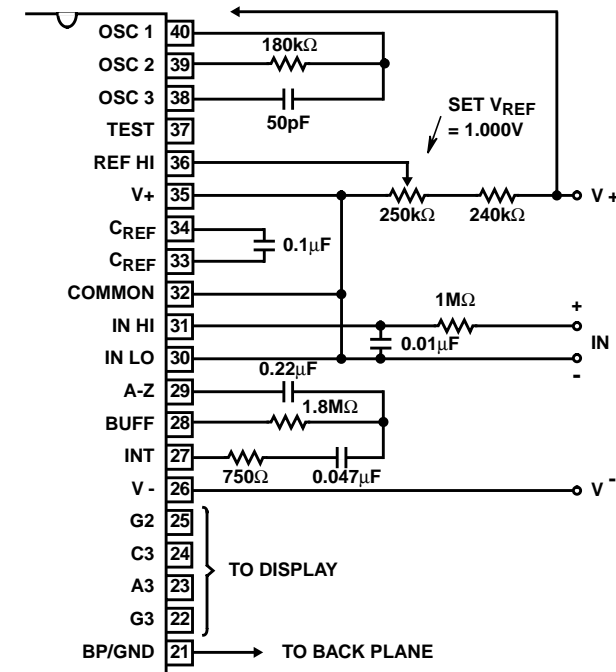 OSC 1 40
180kΩ
OSC 2 39
OSC 3 38
50pF
TEST 37
SET VREF
= 1.000V
REF HI 36
V+ 35
250kΩ 240kΩ
V +
CREF 34
0.1µF
CREF 33
COMMON 32
1MΩ
+
IN HI 31
0.01µF
IN
IN LO 30
-
0.22µF
A-Z 29
1.8MΩ
BUFF 28
INT 27
750Ω 0.047µF
V - 26
V -
G2 25
C3 24
TO DISPLAY
A3 23
G3 22
BP/GND 21 TO BACK PLANE